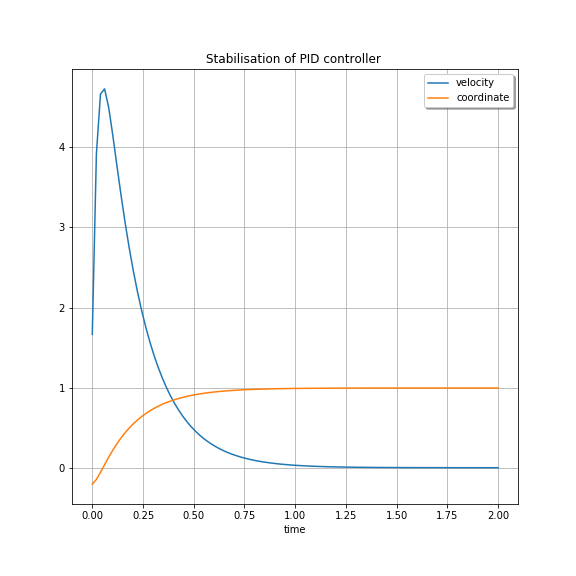 Stabilisation of PID controller
velocity
coordinate
4
3
2
1
0
0.00 0.25 0.50 0.75 1.00 1.25 1.50 1.75 2.00
time